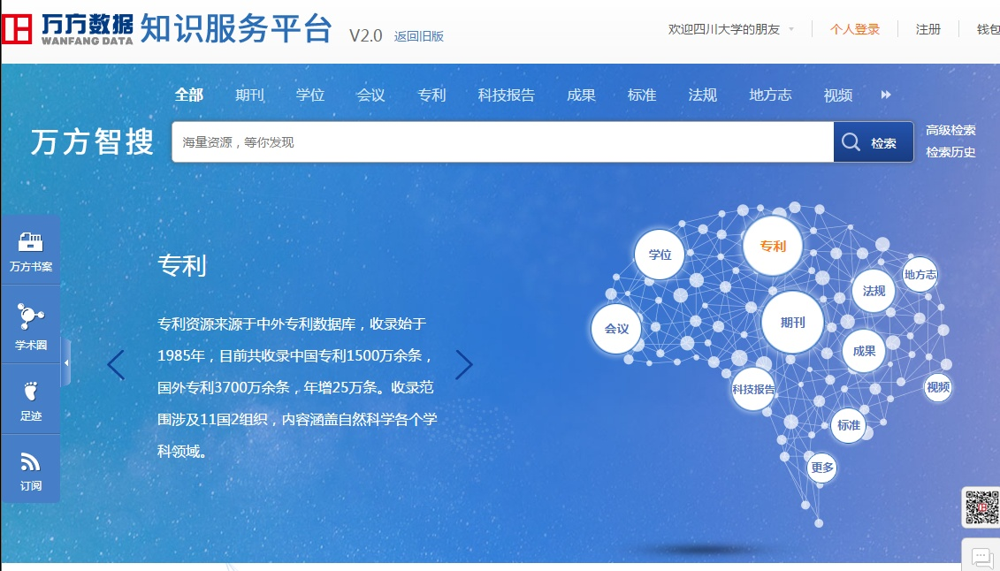 万方数据
WANFANG DATA
知识服务平台
V2.0
返回旧版
欢迎四川大学的朋友
个人登录
注册
钱包
全部
期刊
学位
会议
专利
科技报告
成果
标准
法规
地方志
视频
万方智搜
海量资源，等你发现
检索
高级检索
检索历史
万方书案
学术圈
足迹
订阅
专利
专利资源来源于中外专利数据库，收录始于
1985年，目前共收录中国专利1500万余条，
国外专利3700万余条，年增25万条。收录范
围涉及11国2组织，内容涵盖自然科学各个学
科领域。
学位
专利
地方志
法规
期刊
会议
成果
科技报告
视频
标准
更多